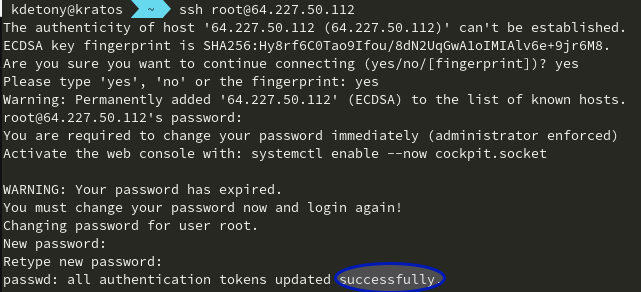 kdetony@kratos ~ ssh root@64.227.50.112
The authenticity of host '64.227.50.112 (64.227.50.112)' can't be established.
ECDSA key fingerprint is SHA256:Hy8rf6C0Tao9Ifou/8dN2UqGwA1oIMIAlv6e+9jr6M8.
Are you sure you want to continue connecting (yes/no/[fingerprint])? yes
Please type 'yes', 'no' or the fingerprint: yes
Warning: Permanently added '64.227.50.112' (ECDSA) to the list of known hosts.
root@64.227.50.112's password:
You are required to change your password immediately (administrator enforced)
Activate the web console with: systemctl enable --now cockpit.socket
WARNING: Your password has expired.
You must change your password now and login again!
Changing password for user root.
New password:
Retype new password:
passwd: all authentication tokens updated successfully.